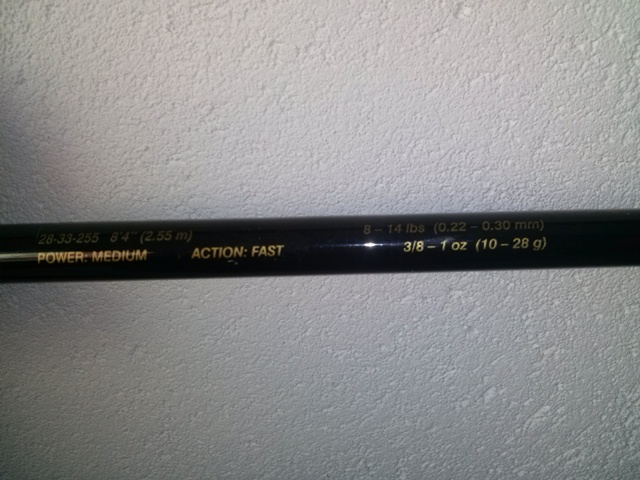 28-33-255 8'4" (2.55 m)
POWER: MEDIUM ACTION: FAST
8 – 14 lbs (0.22 – 0.30 mm)
3/8 – 1 oz (10 – 28 g)